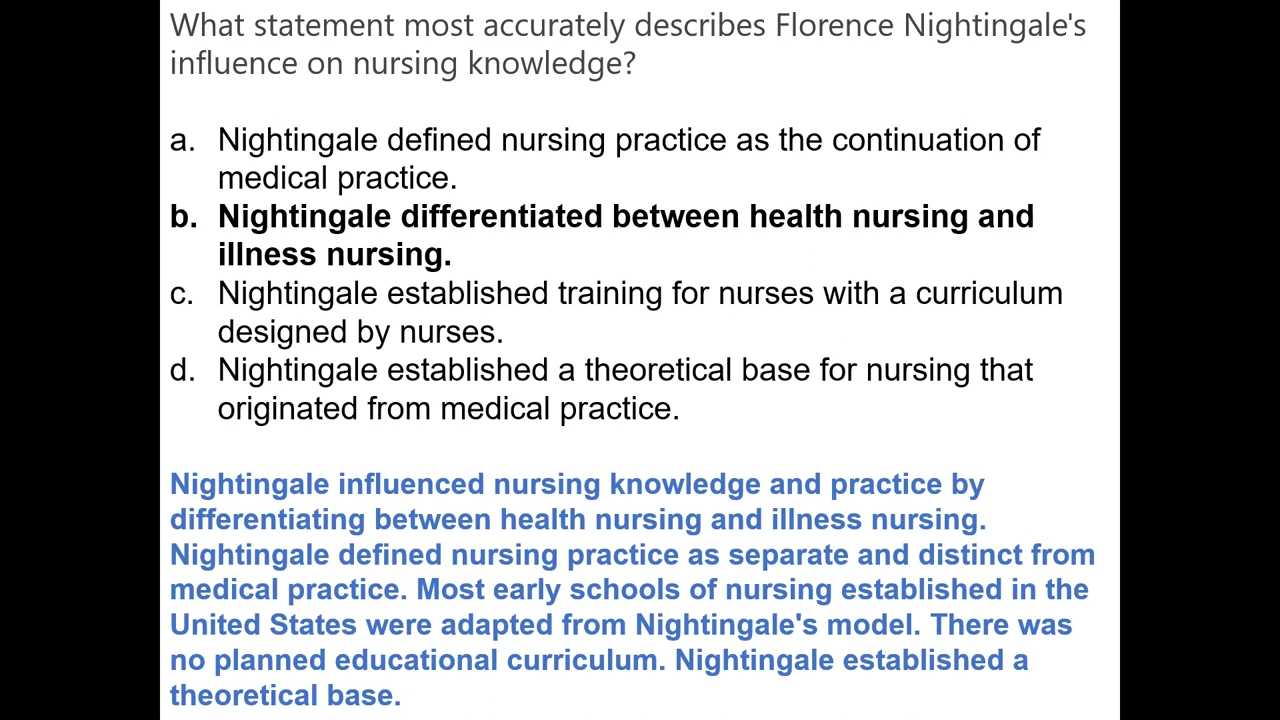 What statement most accurately describes Florence Nightingale's
influence on nursing knowledge?
a. Nightingale defined nursing practice as the continuation of
medical practice.
b. Nightingale differentiated between health nursing and
illness nursing.
c. Nightingale established training for nurses with a curriculum
designed by nurses.
d. Nightingale established a theoretical base for nursing that
originated from medical practice.
Nightingale influenced nursing knowledge and practice by
differentiating between health nursing and illness nursing.
Nightingale defined nursing practice as separate and distinct from
medical practice. Most early schools of nursing established in the
United States were adapted from Nightingale's model. There was
no planned educational curriculum. Nightingale established a
theoretical base.